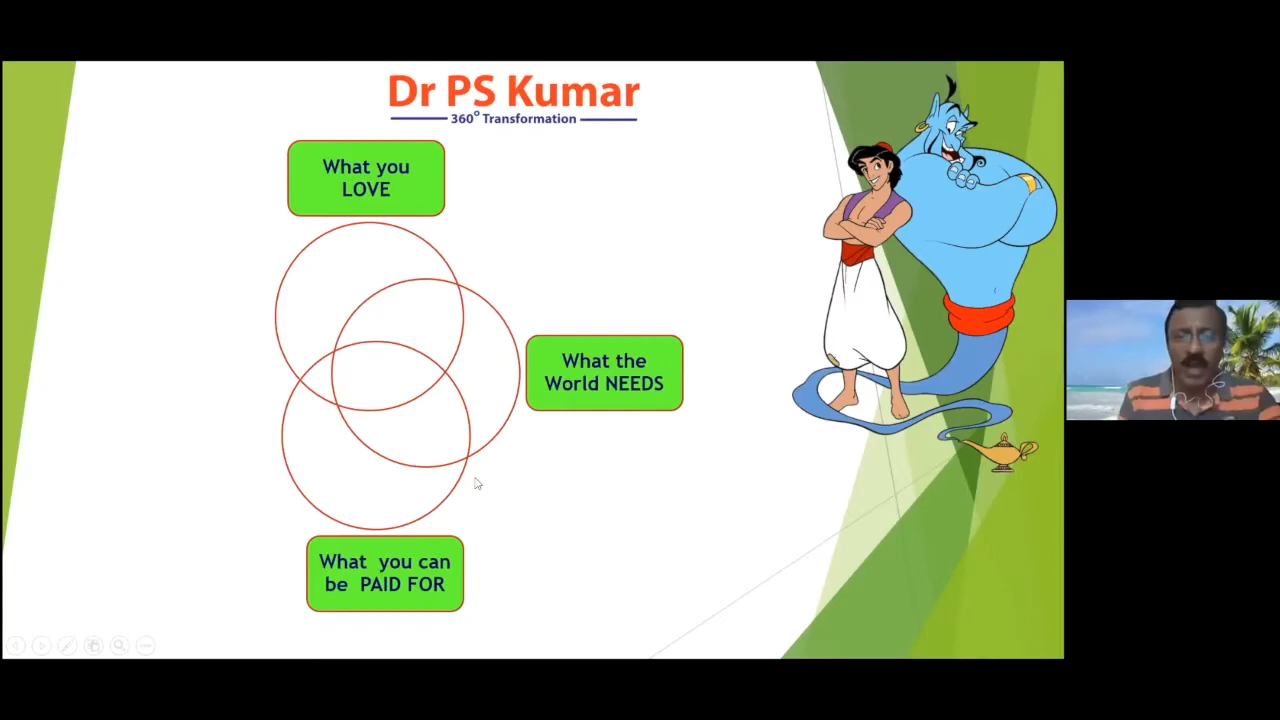 Dr PS Kumar
360° Transformation
What you
LOVE
What the
World NEEDS
What you can
be PAID FOR